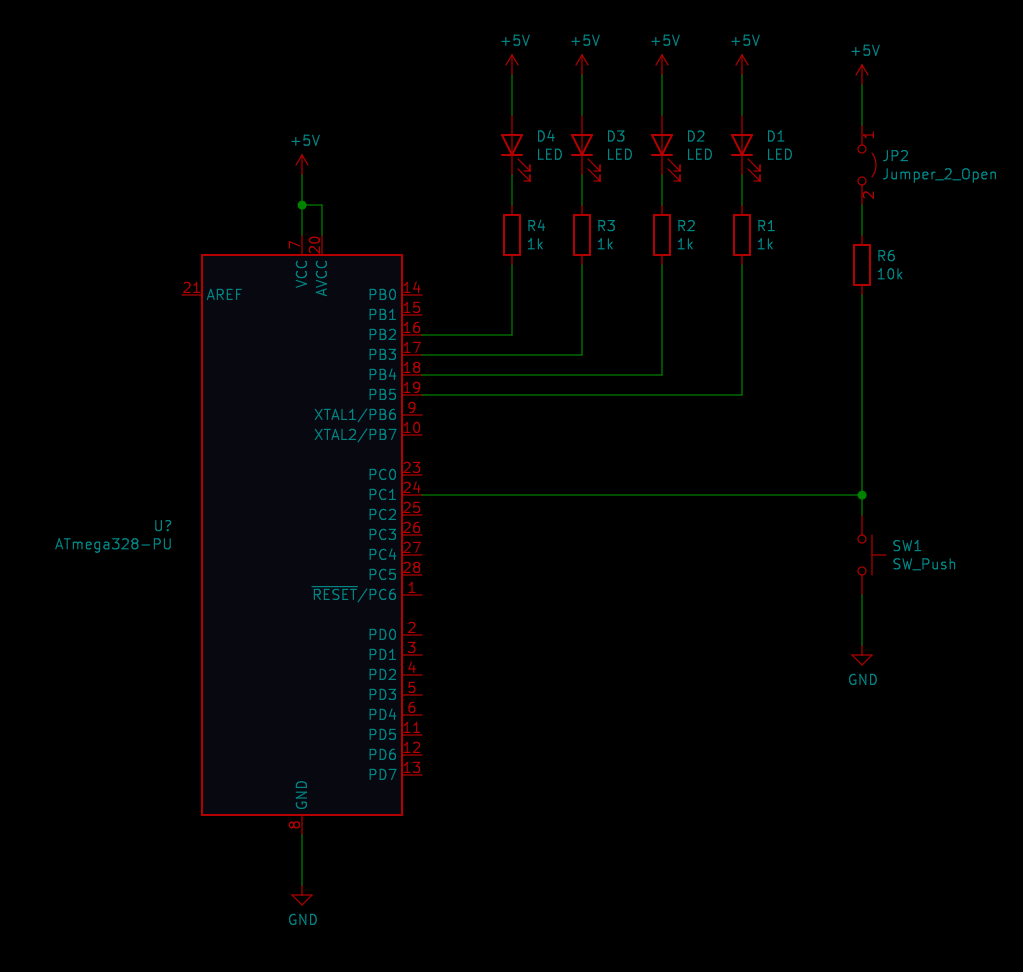 +5V +5V +5V +5V
+5V
D4
LED
D3
LED
D2
LED
D1
LED
1
JP2
Jumper_2_Open
2
+5V
R4
1k
R3
1k
R2
1k
R1
1k
R6
10k
7
20
VCC
AVCC
21
AREF
PB0 14
PB1 15
PB2 16
PB3 17
PB4 18
PB5 19
XTAL1/PB6 9
XTAL2/PB7 10
PC0 23
PC1 24
PC2 25
PC3 26
PC4 27
PC5 28
RESET/PC6 1
U?
ATmega328-PU
SW1
SW_Push
PD0 2
PD1 3
PD2 4
PD3 5
PD4 6
PD5 11
PD6 12
PD7 13
GND
GND
8
GND